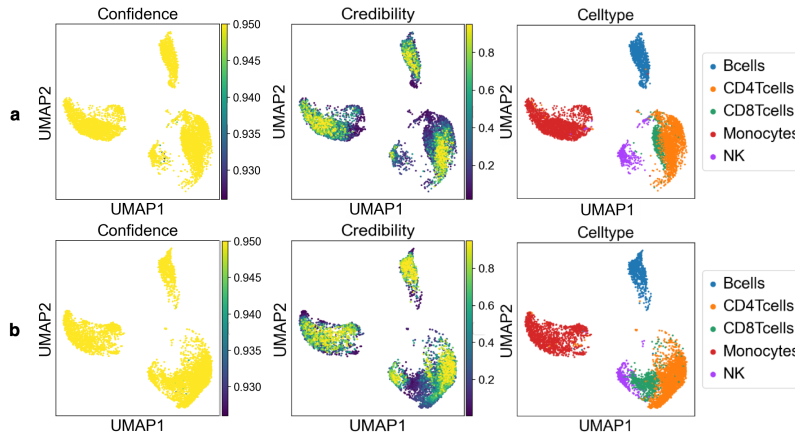 Confidence
Credibility
Celltype
a
UMAP2
0.950
0.945
0.940
0.935
0.930
UMAP1
UMAP2
0.8
0.6
0.4
0.2
UMAP1
UMAP2
UMAP1
Bcells
CD4Tcells
CD8Tcells
Monocytes
NK
Confidence
Credibility
Celltype
b
UMAP2
0.950
0.945
0.940
0.935
0.930
UMAP1
UMAP2
0.8
0.6
0.4
0.2
UMAP1
UMAP2
UMAP1
Bcells
CD4Tcells
CD8Tcells
Monocytes
NK